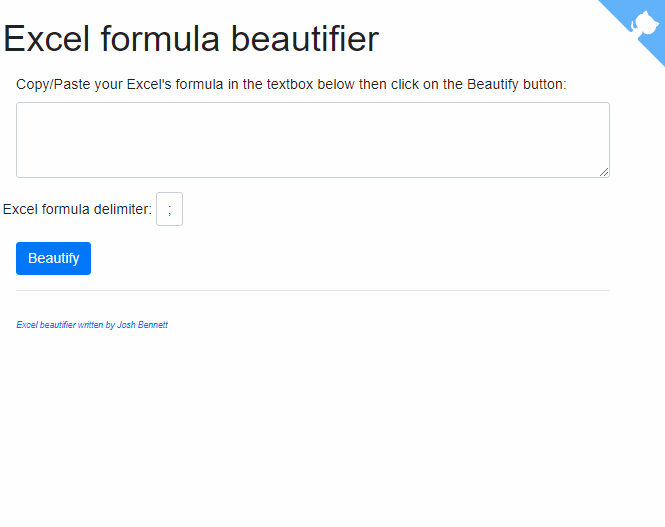 Excel formula beautifier
Copy/Paste your Excel's formula in the textbox below then click on the Beautify button:
Excel formula delimiter: ;
Beautify
Excel beautifier written by Josh Bennett